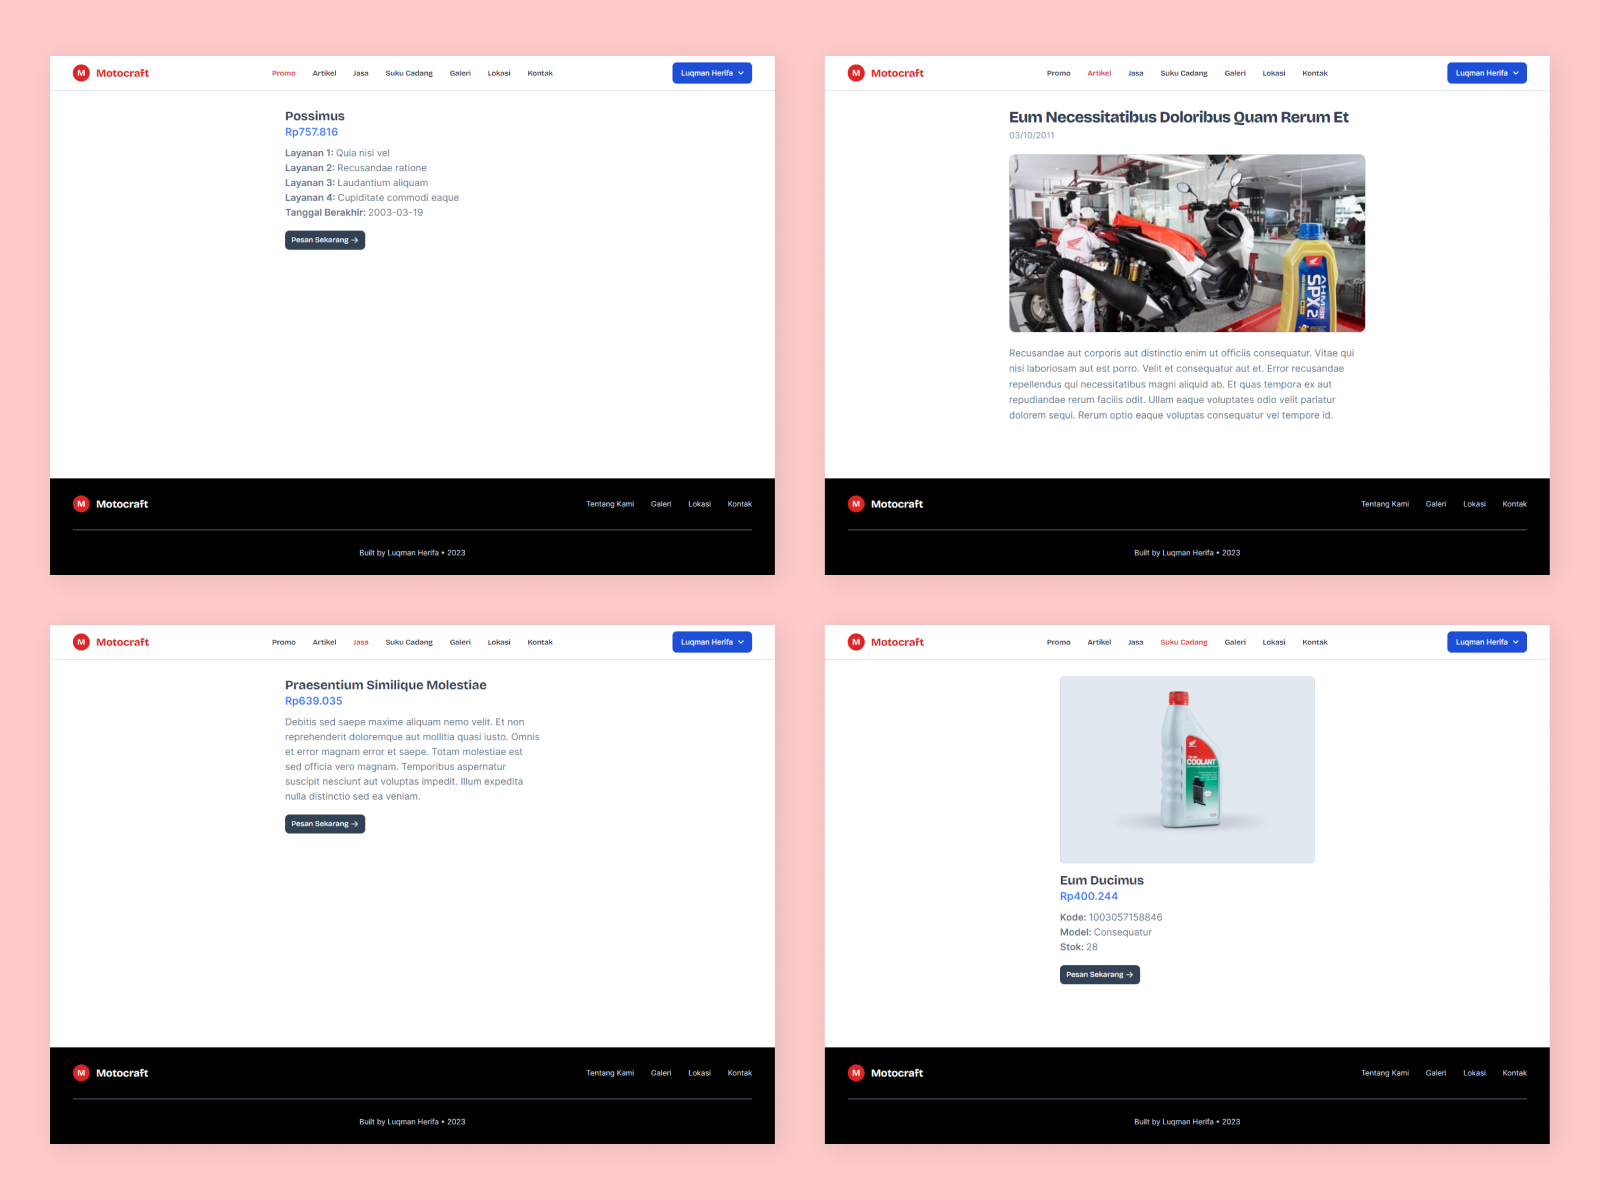 M Motocraft
Promo Artikel Jasa Suku Cadang Galeri Lokasi Kontak
Luqman Herifa
Possimus
Rp757.816
Layanan 1: Quia nisi vel
Layanan 2: Recusandae ratione
Layanan 3: Laudantium aliquam
Layanan 4: Cupiditate commodi eaque
Tanggal Berakhir: 2003-03-19
Pesan Sekarang →
M Motocraft
Tentang Kami Galeri Lokasi Kontak
Built by Luqman Herifa • 2023
M Motocraft
Promo Artikel Jasa Suku Cadang Galeri Lokasi Kontak
Luqman Herifa
Eum Necessitatibus Doloribus Quam Rerum Et
03/10/2011
SPX2
Recusandae aut corporis aut distinctio enim ut officiis consequatur. Vitae qui
nisi laboriosam aut est porro. Velit et consequatur aut et. Error recusandae
repellendus qui necessitatibus magni aliquid ab. Et quas tempora ex aut
repudiandae rerum facilis odit. Ullam eaque voluptates odio velit pariatur
dolorem sequi. Rerum optio eaque voluptas consequatur vel tempore id.
M Motocraft
Tentang Kami Galeri Lokasi Kontak
Built by Luqman Herifa • 2023
M Motocraft
Promo Artikel Jasa Suku Cadang Galeri Lokasi Kontak
Luqman Herifa
Praesentium Similique Molestiae
Rp639.035
Debitis sed saepe maxime aliquam nemo velit. Et non
reprehenderit doloremque aut mollitia quasi iusto. Omnis
et error magnam error et saepe. Totam molestiae est
sed officia vero magnam. Temporibus aspernatur
suscipit nesciunt aut voluptas impedit. Illum expedita
nulla distinctio sed ea veniam.
Pesan Sekarang →
M Motocraft
Tentang Kami Galeri Lokasi Kontak
Built by Luqman Herifa • 2023
M Motocraft
Promo Artikel Jasa Suku Cadang Galeri Lokasi Kontak
Luqman Herifa
COOLANT
Eum Ducimus
Rp400.244
Kode: 1003057158846
Model: Consequatur
Stok: 28
Pesan Sekarang →
M Motocraft
Tentang Kami Galeri Lokasi Kontak
Built by Luqman Herifa • 2023